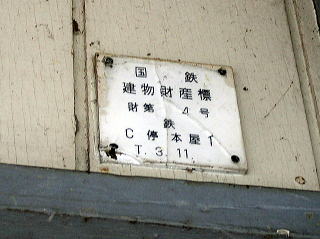 国 鉄
建物財産標
財第 4号
鉄
C 停本屋1
T. 3. 11.